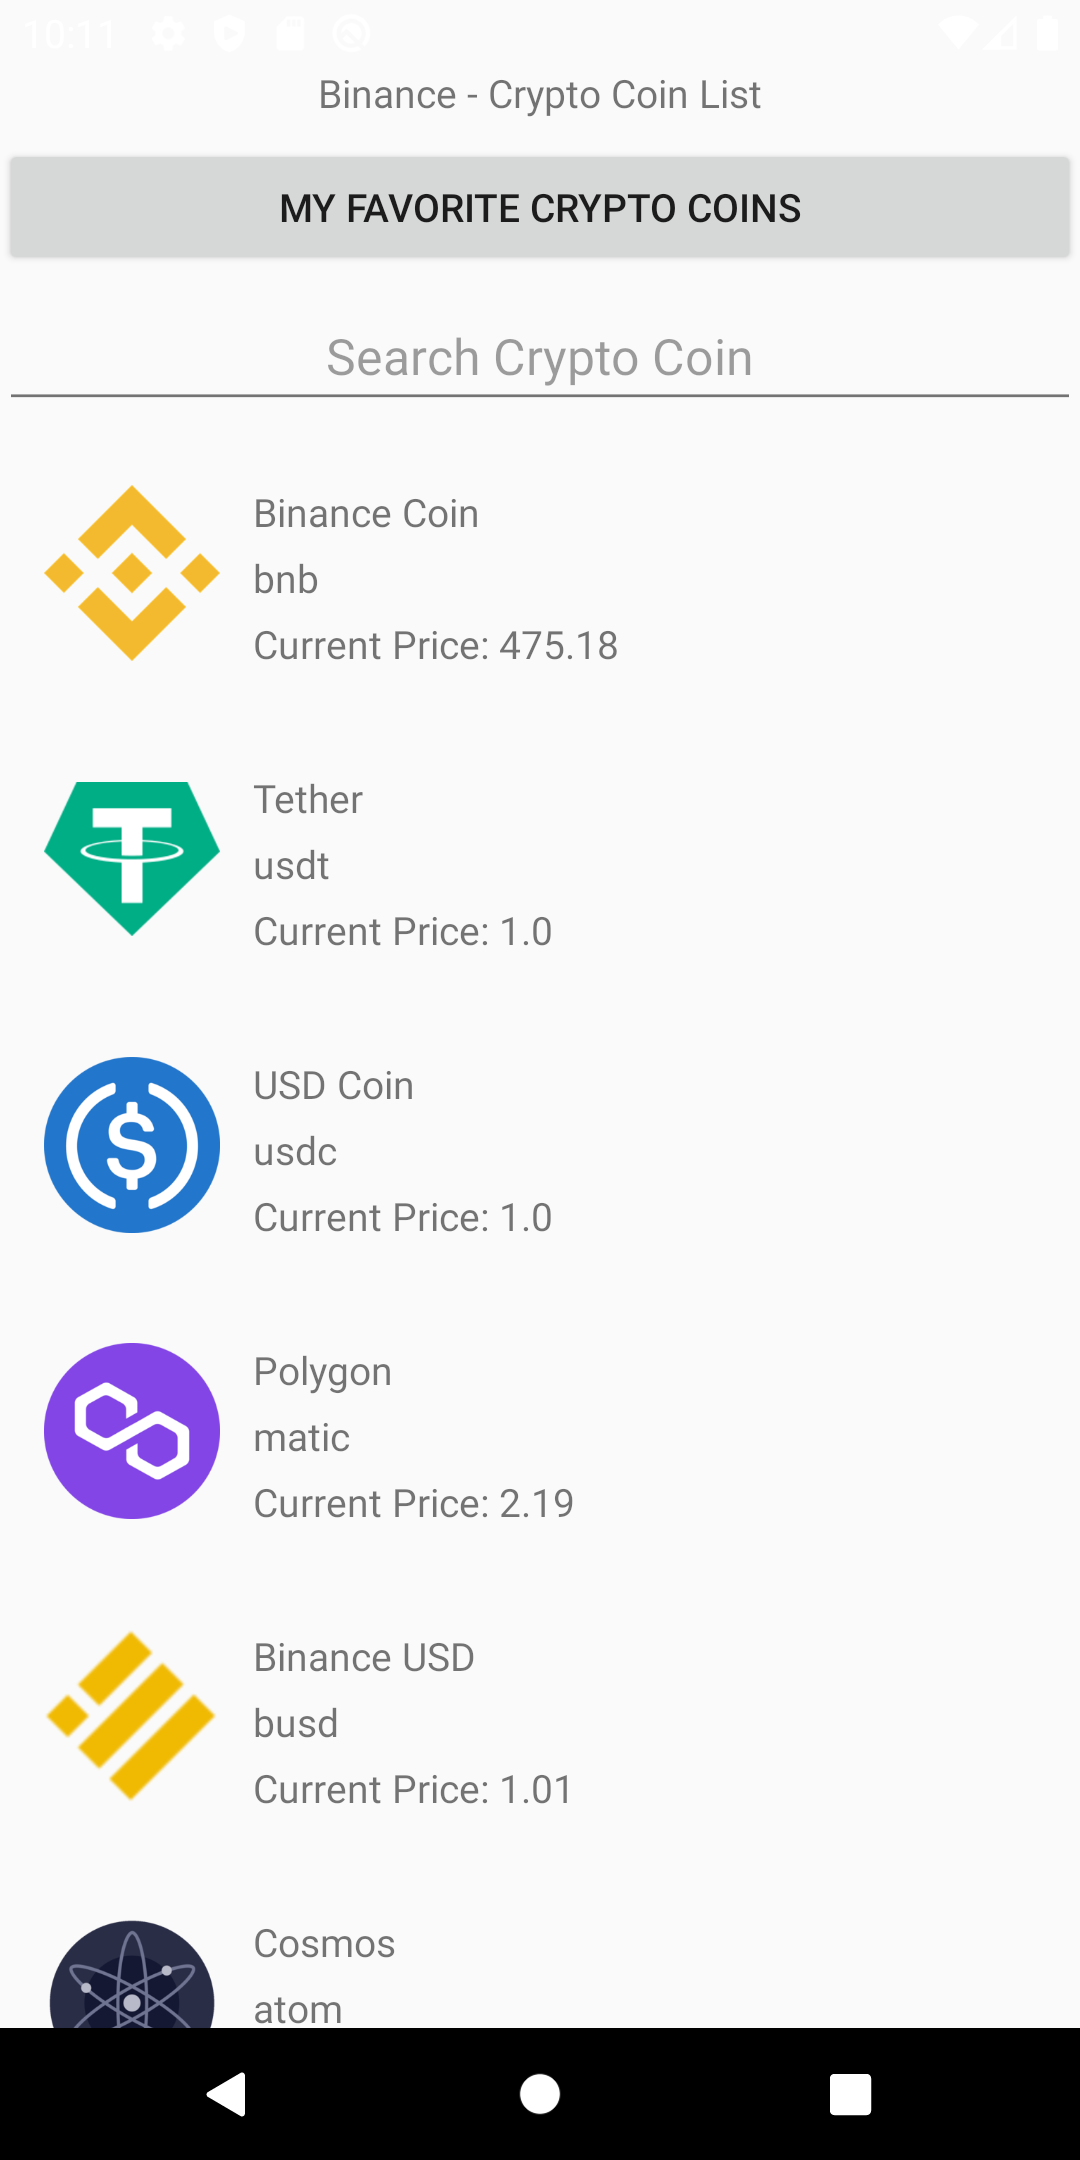 10:11
Binance - Crypto Coin List
MY FAVORITE CRYPTO COINS
Search Crypto Coin
Binance Coin
bnb
Current Price: 475.18
Tether
usdt
Current Price: 1.0
USD Coin
usdc
Current Price: 1.0
Polygon
matic
Current Price: 2.19
Binance USD
busd
Current Price: 1.01
Cosmos
atom